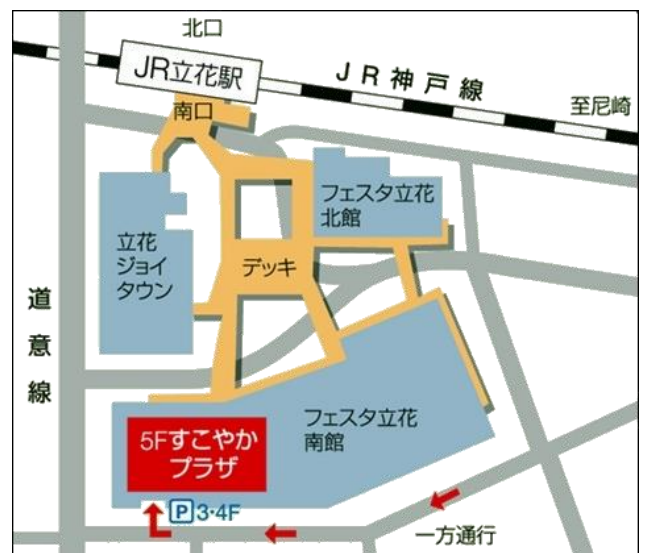 北口
JR立花駅
JR神戸線
至尼崎
南口
フェスタ立花
北館
立花
ジョイ
タウン
デッキ
道意線
フェスタ立花
南館
5Fすこやか
プラザ
P3・4F
一方通行